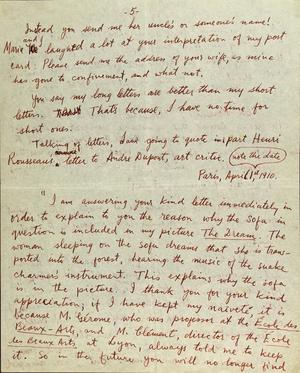 - 5 -
Instead you send me her uncle's or someone's name!
Marie and I laughed a lot at your interpretation of my post
card. Please send me the address of your wife, as mine
has gone to confinement, and what not.
You say my long letters are better than my short
letters. That's because, I have no time for
short ones.
Talking of letters, I am going to quote in part Henri
Rousseau's letter to Andre Dupont, art critic. (note the date)
Paris, April 1st 1910.
"I am answering your kind letter immediately in
order to explain to you the reason why the Sofa in
question is included in my picture The Dream. The
woman sleeping on the sofa dreams that she is trans-
ported into the forest, hearing the music of the snake
charmer's instrument. This explains why the sofa
is in the picture. I thank you for your kind
appreciation; if I have kept my naïveté, it is
because M. Gérome, who was professor at the École des
Beaux-Arts, and M. Clément, director of the École
des Beaux Arts at Lyon, always told me to keep
it. So in the future you will no longer find